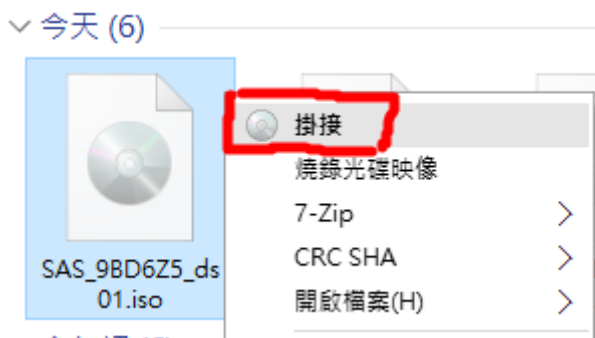 今天 (6)
掛接
燒錄光碟映像
7-Zip
CRC SHA
開啟檔案(H)
SAS_9BD6Z5_ds
01.iso